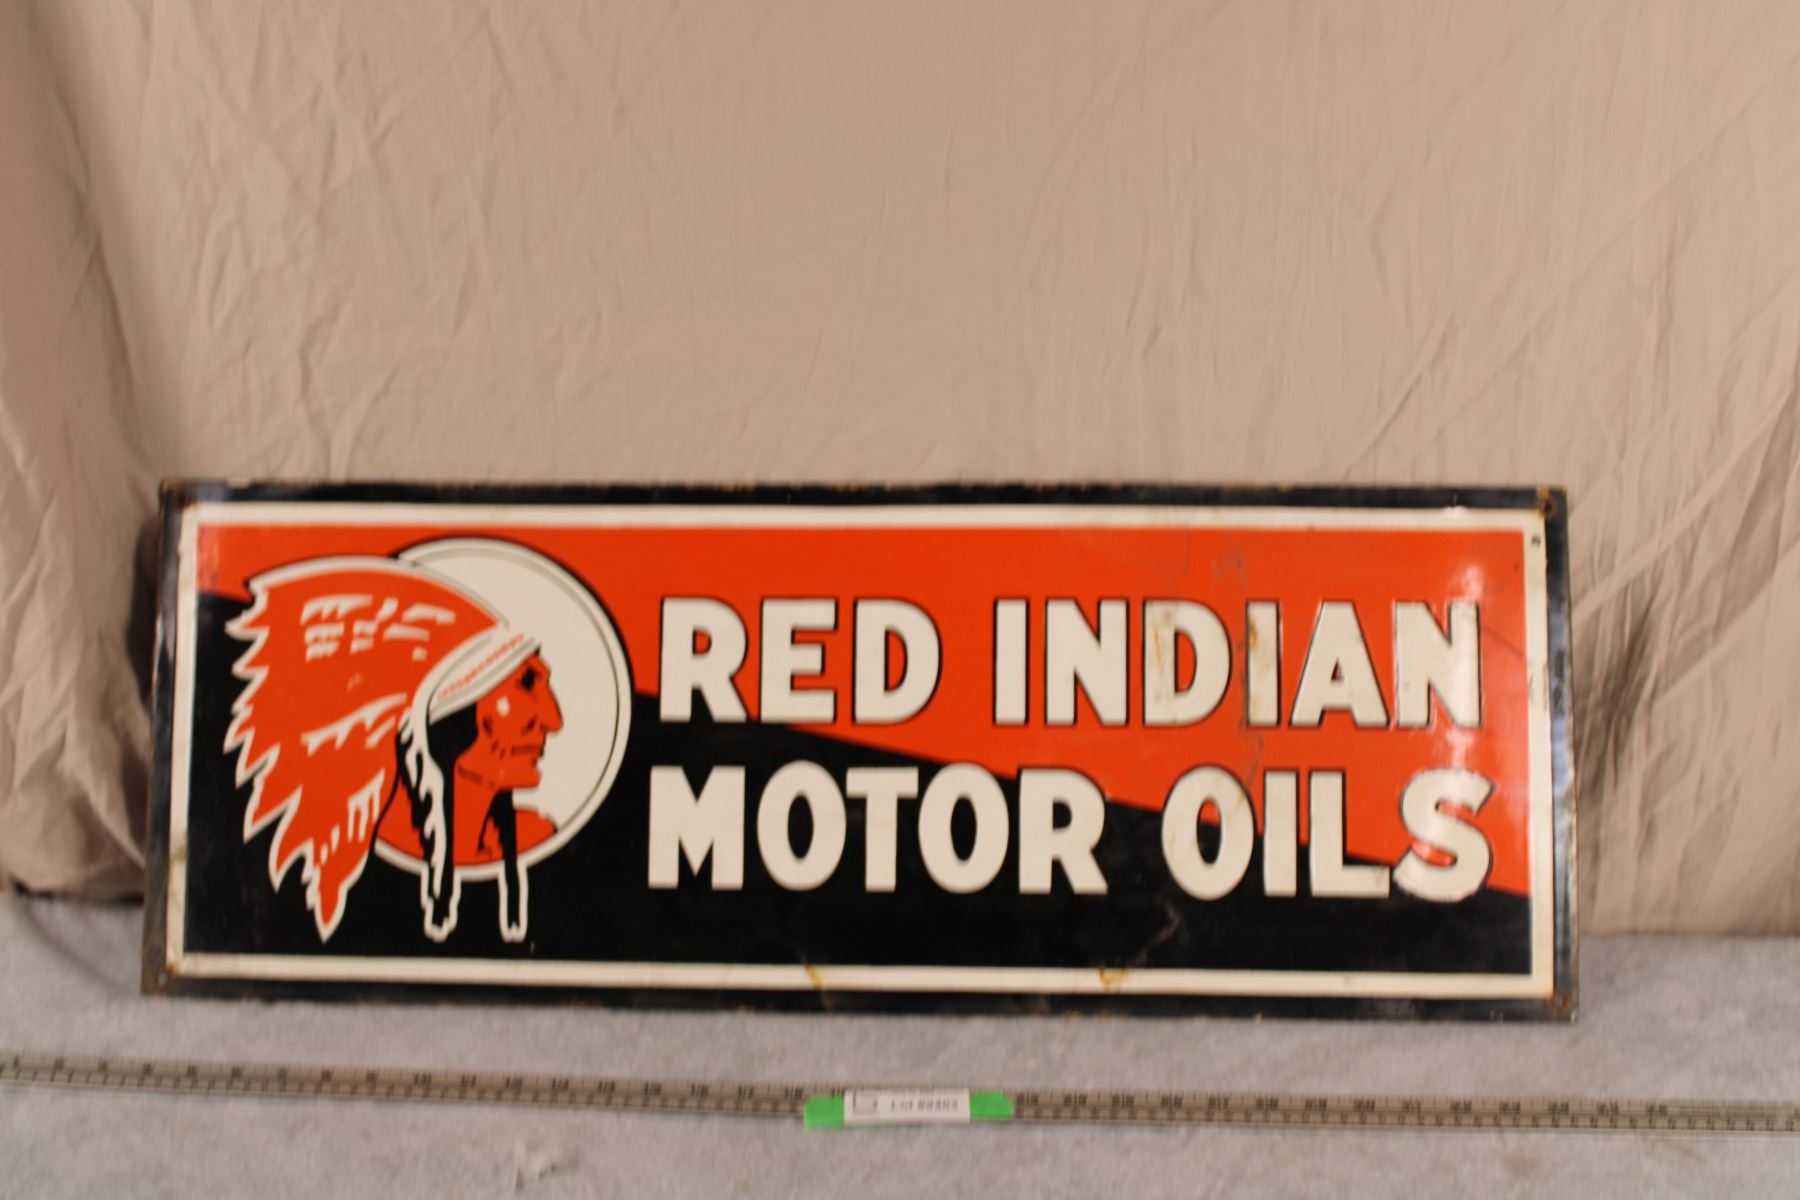 RED INDIAN
MOTOR OILS